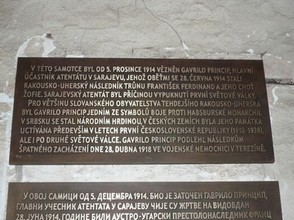 V TÉTO SAMOTCE BYL OD 5. PROSINCE 1914 VĚZNĚN GAVRILO PRINCIP, HLAVNÍ
ÚČASTNÍK ATENTÁTU V SARAJEVU, JEHOŽ OBĚTMI SE 28. ČERVNA 1914 STALI
RAKOUSKO-UHERSKÝ NÁSLEDNÍK TRŮNU FRANTIŠEK FERDINAND A JEHO CHOŤ
ŽOFIE. SARAJEVSKÝ ATENTÁT BYL PŘÍČINOU VYPUKNUTÍ PRVNÍ SVĚTOVÉ VÁLKY.
PRO VĚTŠINU SLOVANSKÉHO OBYVATELSTVA TEHDEJŠÍHO RAKOUSKO-UHERSKA
BYL GAVRILO PRINCIP JEDNÍM ZE SYMBOLŮ BOJE PROTI HABSBURSKÉ MONARCHII.
V SRBSKU SE STAL NÁRODNÍM HRDINOU. V ČESKÝCH ZEMÍCH BYLA JEHO PAMÁTKA
UCTÍVÁNA PŘEDEVŠÍM V LETECH PRVNÍ ČESKOSLOVENSKÉ REPUBLIKY (1918-1938),
ALE I PO DRUHÉ SVĚTOVÉ VÁLCE. GAVRILO PRINCIP PODLEHL NÁSLEDKŮM
ŠPATNÉHO ZACHÁZENÍ DNE 28. DUBNA 1918 VE VOJENSKÉ NEMOCNICI V TEREZÍNĚ.
У ОВОЈ САМИЦИ ОД 5. ДЕЦЕМБРА 1914. БИО ЈЕ ЗАТОЧЕН ГАВРИЛО ПРИНЦИП,
ГЛАВНИ УЧЕСНИК АТЕНТАТА У САРАЈЕВУ ЧИЈЕ СУ ЖРТВЕ НА ВИДОВДАН
28. ЈУНА 1914. ГОДИНЕ БИЛИ АУСТРО-УГАРСКИ ПРЕСТОЛОНАСЛЕДНИК